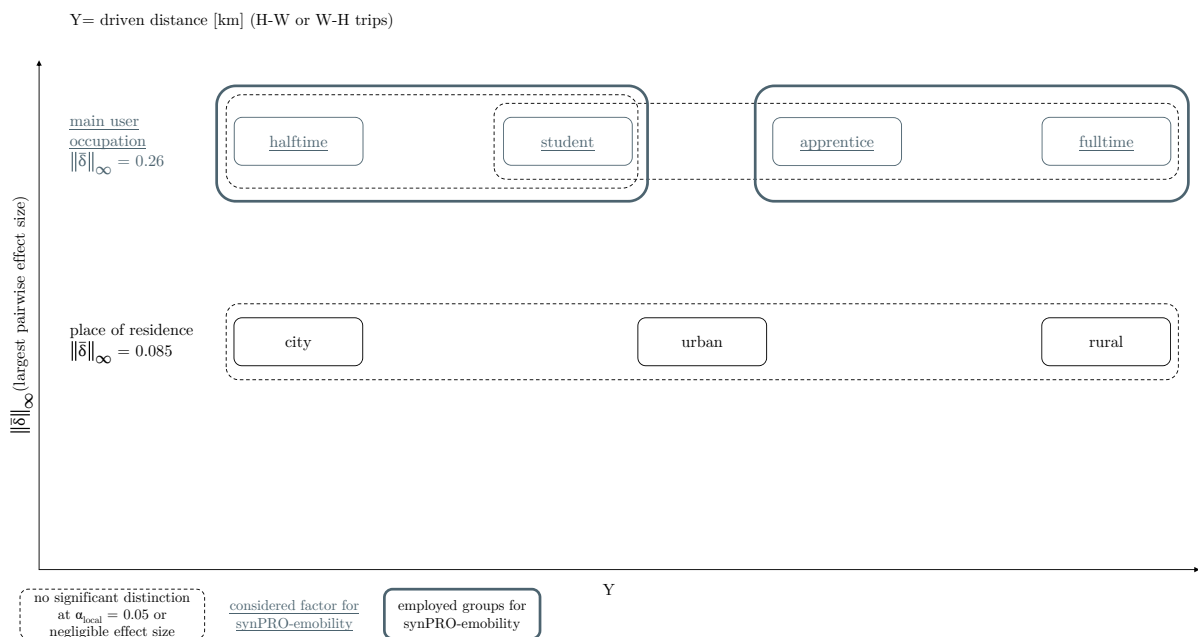 Y= driven distance [km] (H-W or W-H trips)
main user
occupation
‖δ̄‖∞ = 0.26
halftime
student
apprentice
fulltime
‖δ̄‖∞(largest pairwise effect size)
place of residence
‖δ̄‖∞ = 0.085
city
urban
rural
Y
no significant distinction
at αlocal = 0.05 or
negligible effect size
considered factor for
synPRO-emobility
employed groups for
synPRO-emobility